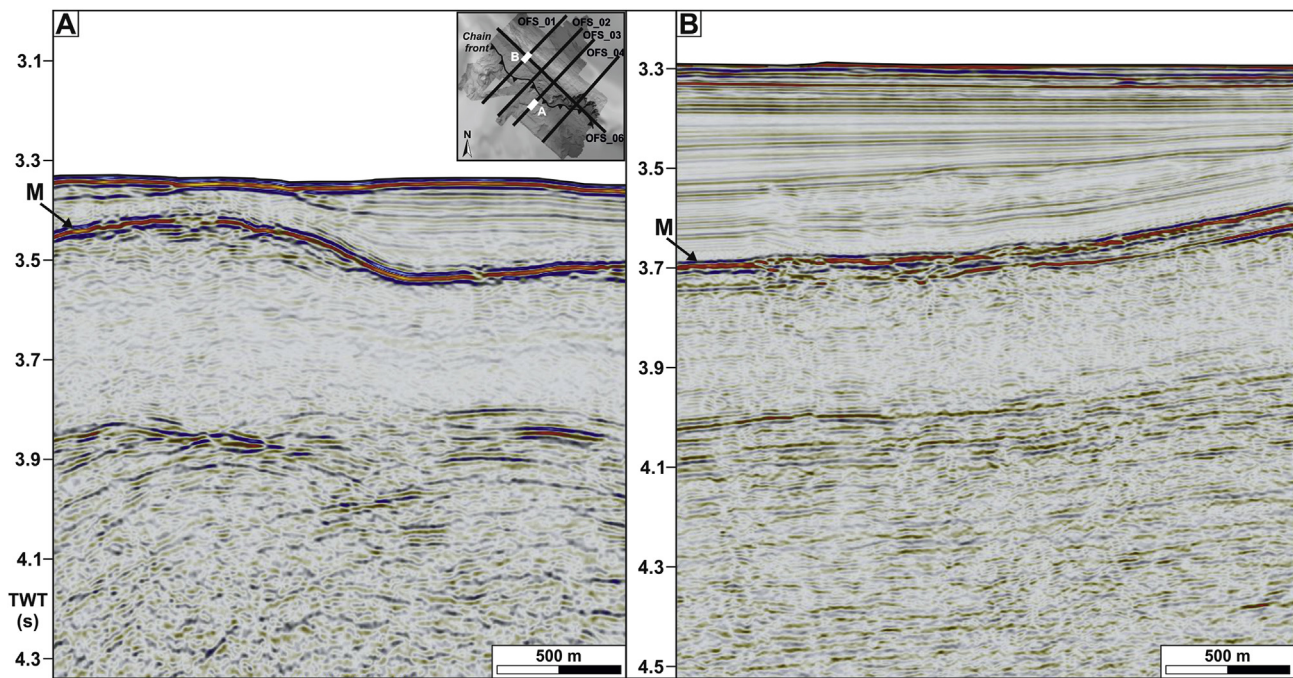 A
B
3.1
3.3
3.5
3.7
3.9
4.1
TWT
(s)
4.3
M
500 m
OFS_01
OFS_02
OFS_03
OFS_04
OFS_06
Chain
front
B
A
N
3.3
3.5
3.7
3.9
4.1
4.3
4.5
M
500 m